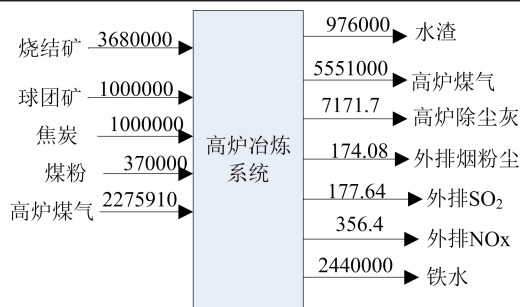 烧结矿 3680000
球团矿 1000000
焦炭 1000000
煤粉 370000
高炉煤气 2275910
高炉冶炼
系统
976000 水渣
5551000 高炉煤气
7171.7 高炉除尘灰
174.08 外排烟粉尘
177.64 外排SO₂
356.4 外排NOx
2440000 铁水